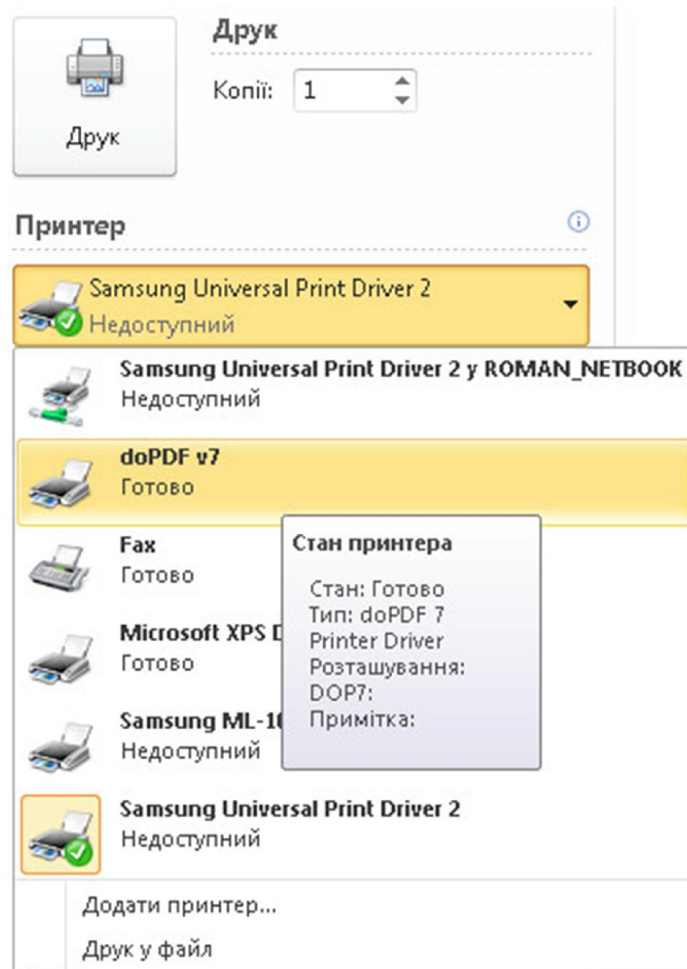 Друк
Копії: 1
Друк
Принтер
Samsung Universal Print Driver 2
Недоступний
Samsung Universal Print Driver 2 у ROMAN_NETBOOK
Недоступний
doPDF v7
Готово
Fax
Готово
Стан принтера
Стан: Готово
Тип: doPDF 7
Printer Driver
Розташування:
DOP7:
Примітка:
Microsoft XPS
Готово
Samsung
Недоступний
Samsung Universal Print Driver 2
Недоступний
Додати принтер...
Друк у файл